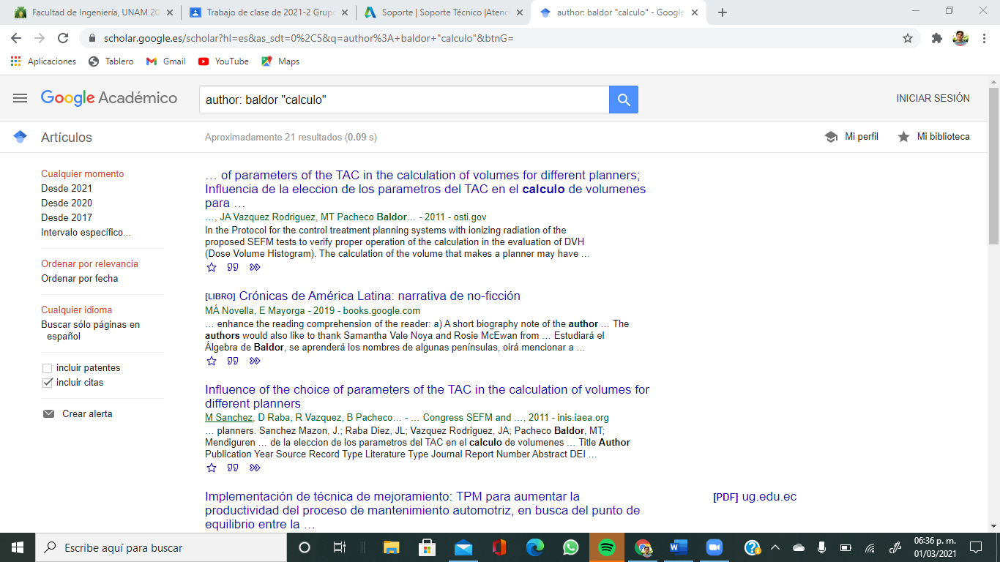 Facultad de Ingeniería, UNAM 20
Trabajo de clase de 2021-2 Grupo
Soporte | Soporte Técnico |Atenc
author: baldor "calculo" - Google
scholar.google.es/scholar?hl=es&as_sdt=0%2C5&q=author%3A+baldor+"calculo"&btnG=
Aplicaciones
Tablero
Gmail
YouTube
Maps
Google Académico
author: baldor "calculo"
INICIAR SESIÓN
Artículos
Aproximadamente 21 resultados (0.09 s)
Mi perfil
Mi biblioteca
Cualquier momento
Desde 2021
Desde 2020
Desde 2017
Intervalo específico...
Ordenar por relevancia
Ordenar por fecha
Cualquier idioma
Buscar sólo páginas en
español
incluir patentes
incluir citas
Crear alerta
… of parameters of the TAC in the calculation of volumes for different planners;
Influencia de la eleccion de los parametros del TAC en el calculo de volumenes
para …
…, JA Vazquez Rodriguez, MT Pacheco Baldor… - 2011 - osti.gov
In the Protocol for the control treatment planning systems with ionizing radiation of the
proposed SEFM tests to verify proper operation of the calculation in the evaluation of DVH
(Dose Volume Histogram). The calculation of the volume that makes a planner may have …
[LIBRO] Crónicas de América Latina: narrativa de no-ficción
MÁ Novella, E Mayorga - 2019 - books.google.com
… enhance the reading comprehension of the reader: a) A short biography note of the author … The
authors would also like to thank Samantha Vale Noya and Rosie McEwan from … Estudiará el
Álgebra de Baldor, se aprenderá los nombres de algunas penínsulas, oirá mencionar a …
Influence of the choice of parameters of the TAC in the calculation of volumes for
different planners
M Sanchez, D Raba, R Vazquez, B Pacheco… - … Congress SEFM and …, 2011 - inis.iaea.org
… planners. Sanchez Mazon, J.; Raba Diez, JL; Vazquez Rodriguez, JA; Pacheco Baldor, MT;
Mendiguren … de la eleccion de los parametros del TAC en el calculo de volumenes … Title Author
Publication Year Source Record Type Literature Type Journal Report Number Abstract DEI …
Implementación de técnica de mejoramiento: TPM para aumentar la
productividad del proceso de mantenimiento automotriz, en busca del punto de
equilibrio entre la …
[PDF] ug.edu.ec
Escribe aquí para buscar
06:36 p. m.
01/03/2021